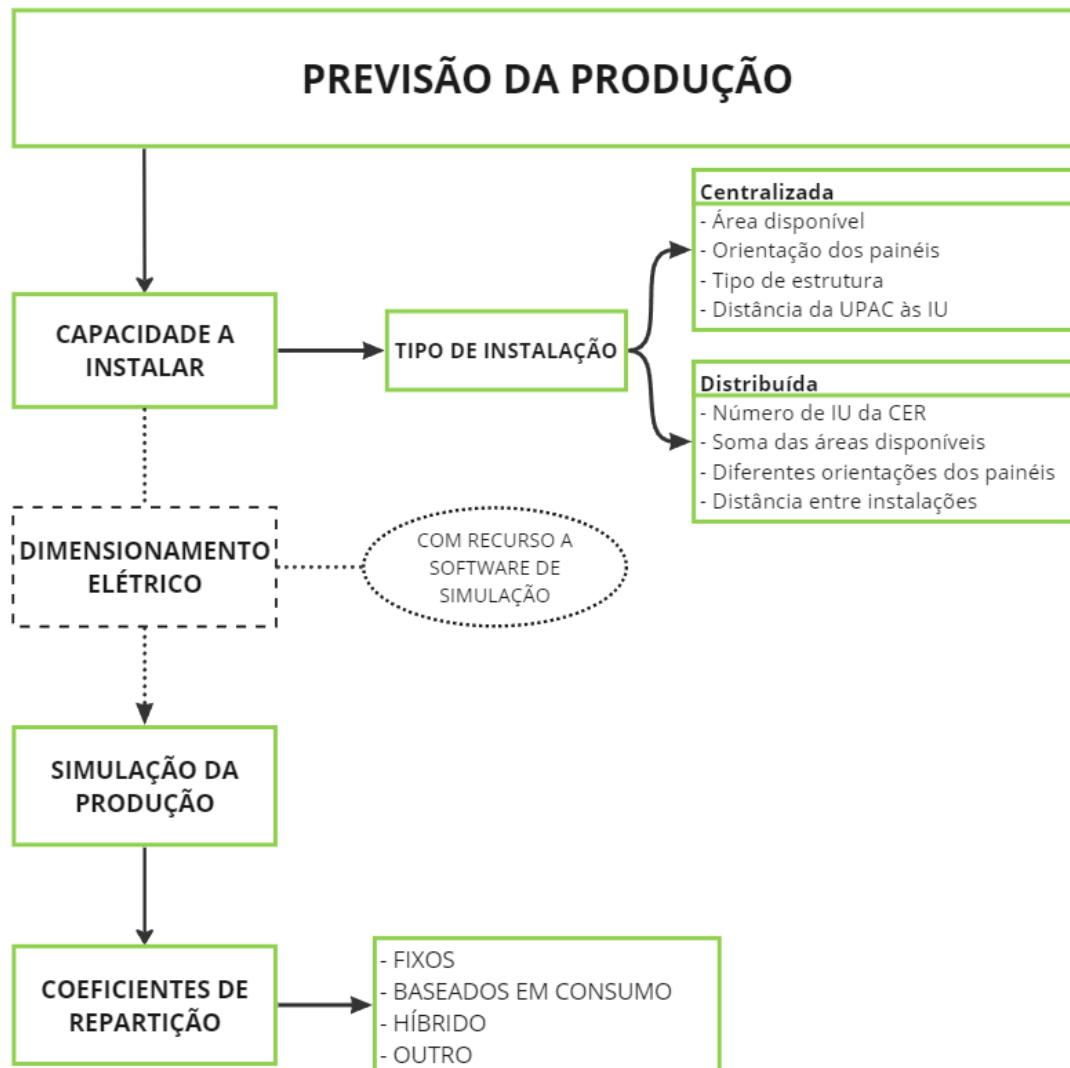 PREVISÃO DA PRODUÇÃO
CAPACIDADE A
INSTALAR
TIPO DE INSTALAÇÃO
Centralizada
- Área disponível
- Orientação dos painéis
- Tipo de estrutura
- Distância da UPAC às IU
Distribuída
- Número de IU da CER
- Soma das áreas disponíveis
- Diferentes orientações dos painéis
- Distância entre instalações
DIMENSIONAMENTO
ELÉTRICO
COM RECURSO A
SOFTWARE DE
SIMULAÇÃO
SIMULAÇÃO DA
PRODUÇÃO
COEFICIENTES DE
REPARTIÇÃO
- FIXOS
- BASEADOS EM CONSUMO
- HÍBRIDO
- OUTRO